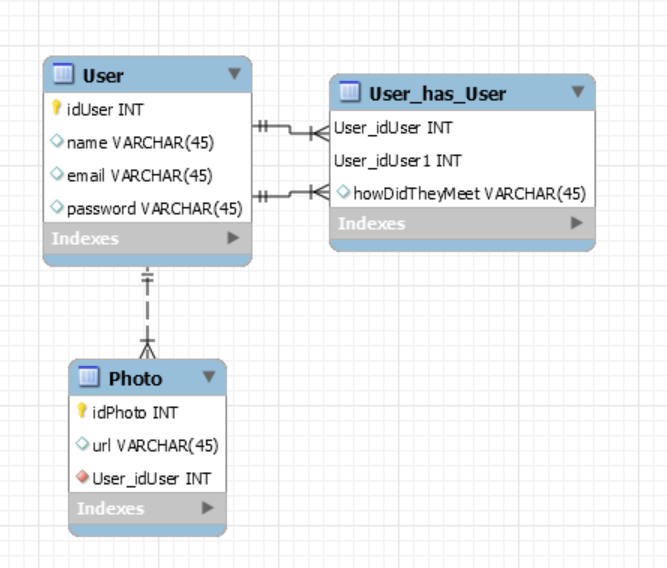 User
idUser INT
name VARCHAR(45)
email VARCHAR(45)
password VARCHAR(45)
Indexes
User_has_User
User_idUser INT
User_idUser1 INT
howDidTheyMeet VARCHAR(45)
Indexes
Photo
idPhoto INT
url VARCHAR(45)
User_idUser INT
Indexes